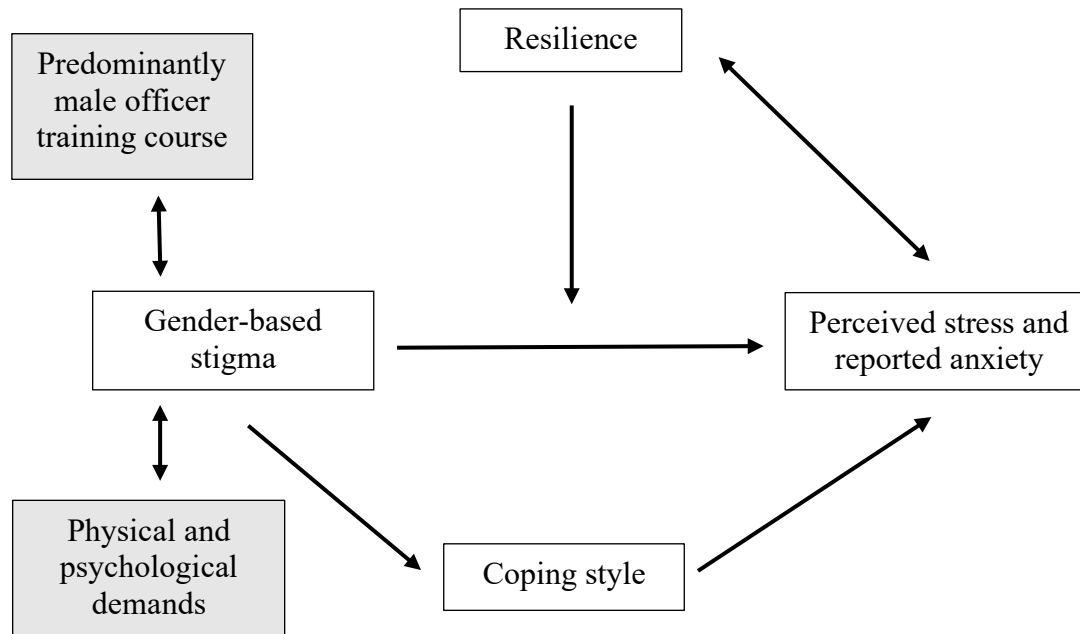 Predominantly
male officer
training course
Resilience
Gender-based
stigma
Perceived stress and
reported anxiety
Physical and
psychological
demands
Coping style